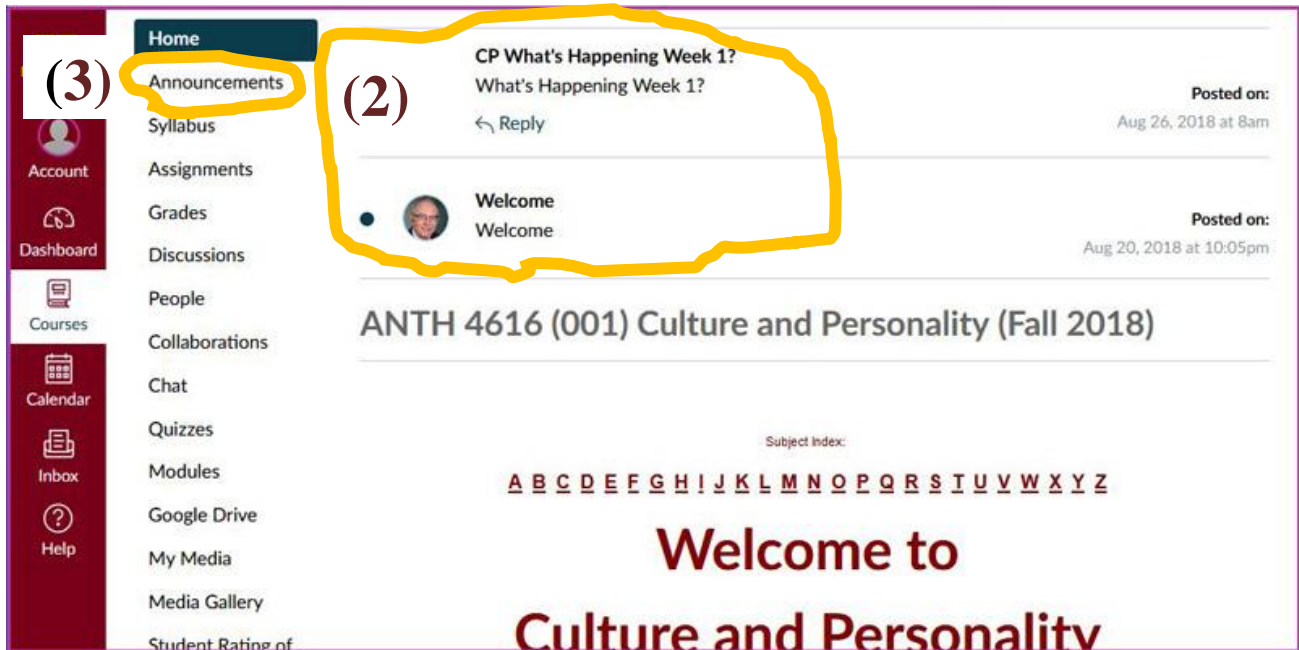 (3)
Account
Dashboard
Courses
Calendar
Inbox
Help
Home
Announcements
Syllabus
Assignments
Grades
Discussions
People
Collaborations
Chat
Quizzes
Modules
Google Drive
My Media
Media Gallery
Student Rating of
(2)
CP What's Happening Week 1?
What's Happening Week 1?
Reply
Posted on:
Aug 26, 2018 at 8am
Welcome
Welcome
Posted on:
Aug 20, 2018 at 10:05pm
ANTH 4616 (001) Culture and Personality (Fall 2018)
Subject Index:
A B C D E F G H I J K L M N O P Q R S T U V W X Y Z
Welcome to
Culture and Personality